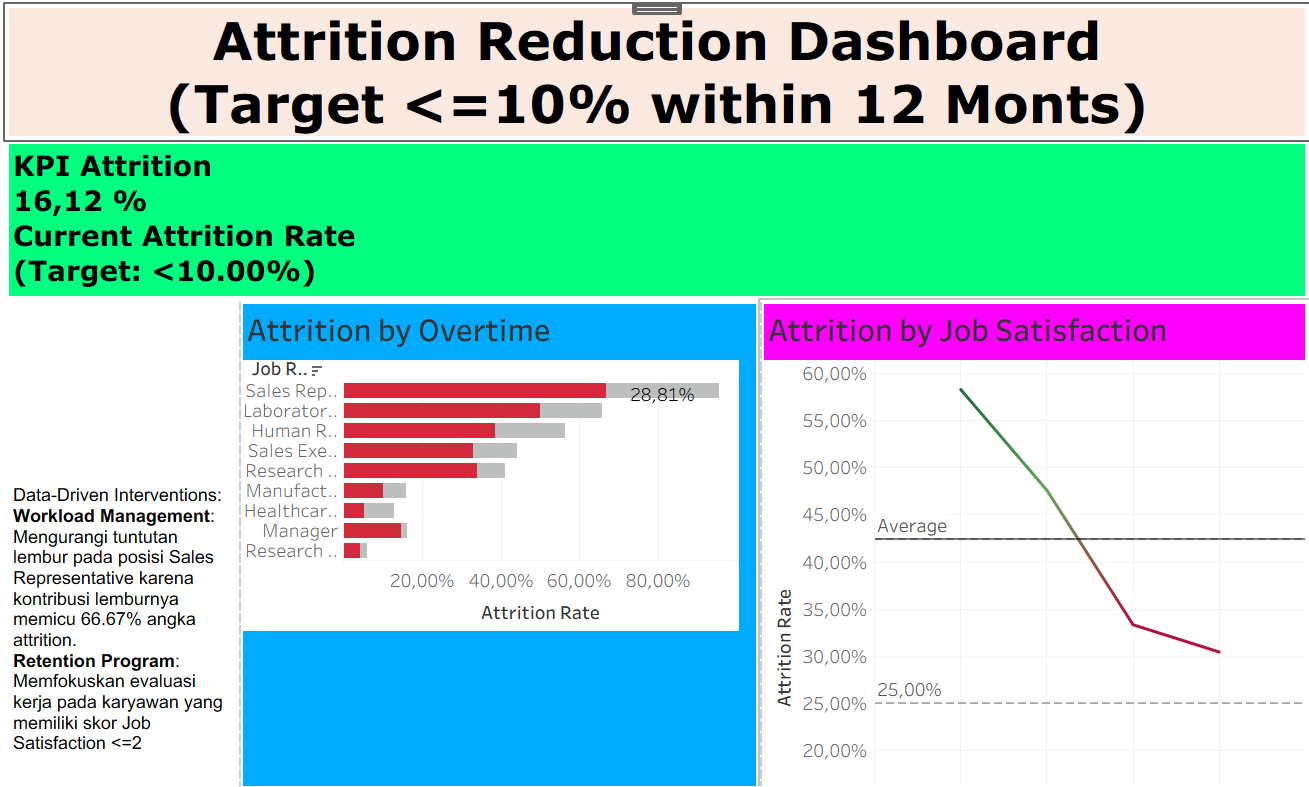 Attrition Reduction Dashboard
(Target <=10% within 12 Monts)
KPI Attrition
16,12 %
Current Attrition Rate
(Target: <10.00%)
Data-Driven Interventions:
Workload Management:
Mengurangi tuntutan
lembur pada posisi Sales
Representative karena
kontribusi lemburnya
memicu 66.67% angka
attrition.
Retention Program:
Memfokuskan evaluasi
kerja pada karyawan yang
memiliki skor Job
Satisfaction <=2
Attrition by Overtime
Job R..
Sales Rep..
28,81%
Laborator..
Human R..
Sales Exe..
Research ..
Manufact..
Healthcar..
Manager
Research ..
20,00% 40,00% 60,00% 80,00%
Attrition Rate
Attrition by Job Satisfaction
60,00%
55,00%
50,00%
45,00%
Average
40,00%
35,00%
30,00%
25,00%
25,00%
20,00%
Attrition Rate